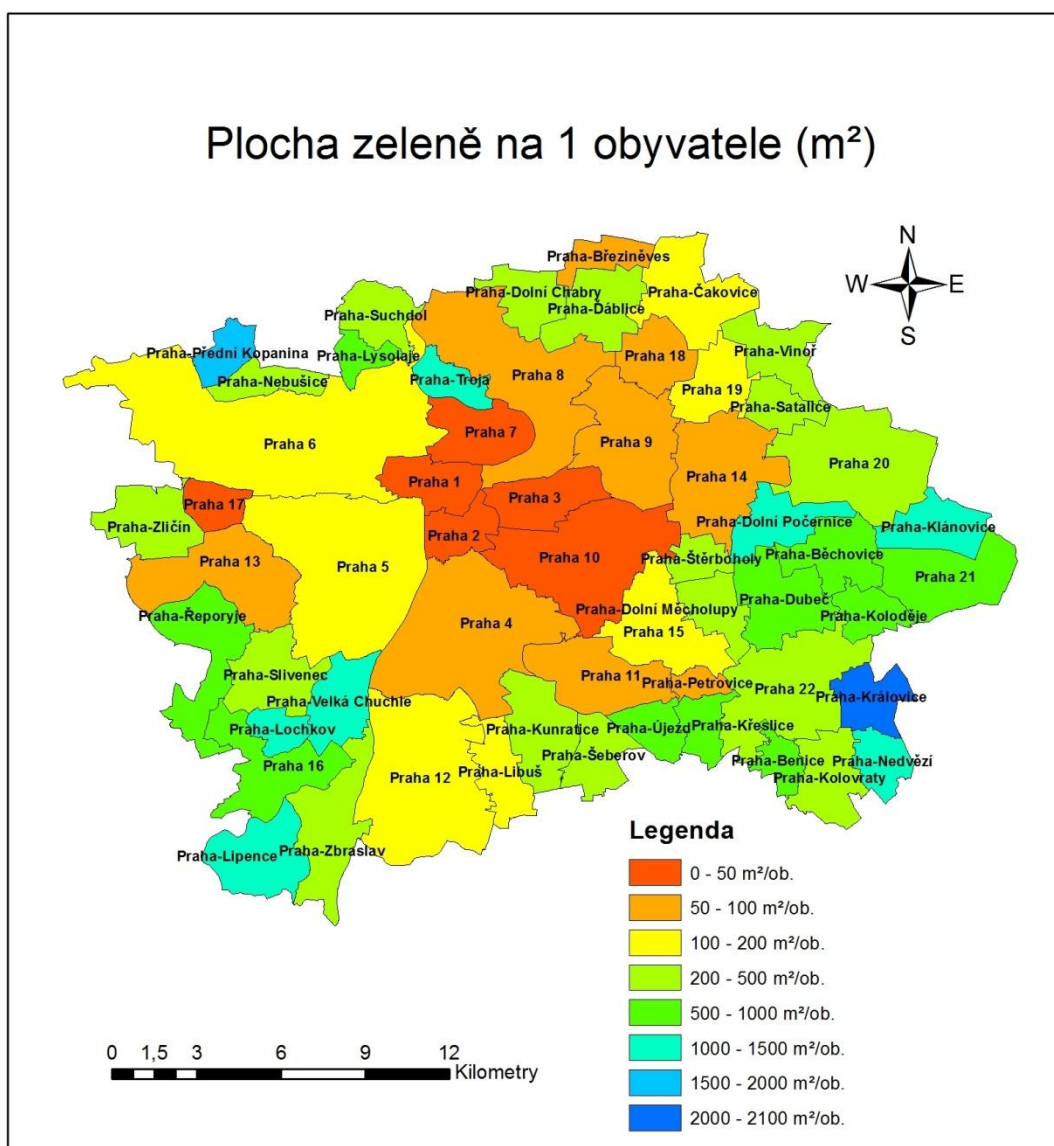 Plocha zeleně na 1 obyvatele (m²)
N
W E
S
Praha-Březiněves
Praha-Dolní Chabry
Praha-Čakovice
Praha-Ďáblice
Praha-Suchdol
Praha-Přední Kopanina
Praha-Lysolaje
Praha 18
Praha-Vinoř
Praha-Nebušice
Praha-Troja
Praha 8
Praha 19
Praha-Satalice
Praha 7
Praha 6
Praha 9
Praha 20
Praha 14
Praha 1
Praha 3
Praha 17
Praha-Zličín
Praha-Dolní Počernice
Praha-Klánovice
Praha 2
Praha 10
Praha 13
Praha 5
Praha-Štěrboholy
Praha-Běchovice
Praha 21
Praha-Dubeč
Praha-Řeporyje
Praha 4
Praha-Dolní Měcholupy
Praha-Koloděje
Praha 15
Praha-Slivenec
Praha 11
Praha-Petrovice
Praha 22
Praha-Královice
Praha-Velká Chuchle
Praha-Lochkov
Praha-Kunratice
Praha-Újezd
Praha-Křeslice
Praha-Šeberov
Praha-Benice
Praha-Nedvězí
Praha 16
Praha 12
Praha-Libuš
Praha-Kolovraty
Praha-Lipence
Praha-Zbraslav
Legenda
0 - 50 m²/ob.
50 - 100 m²/ob.
100 - 200 m²/ob.
200 - 500 m²/ob.
500 - 1000 m²/ob.
1000 - 1500 m²/ob.
1500 - 2000 m²/ob.
2000 - 2100 m²/ob.
0 1,5 3 6 9 12
Kilometry